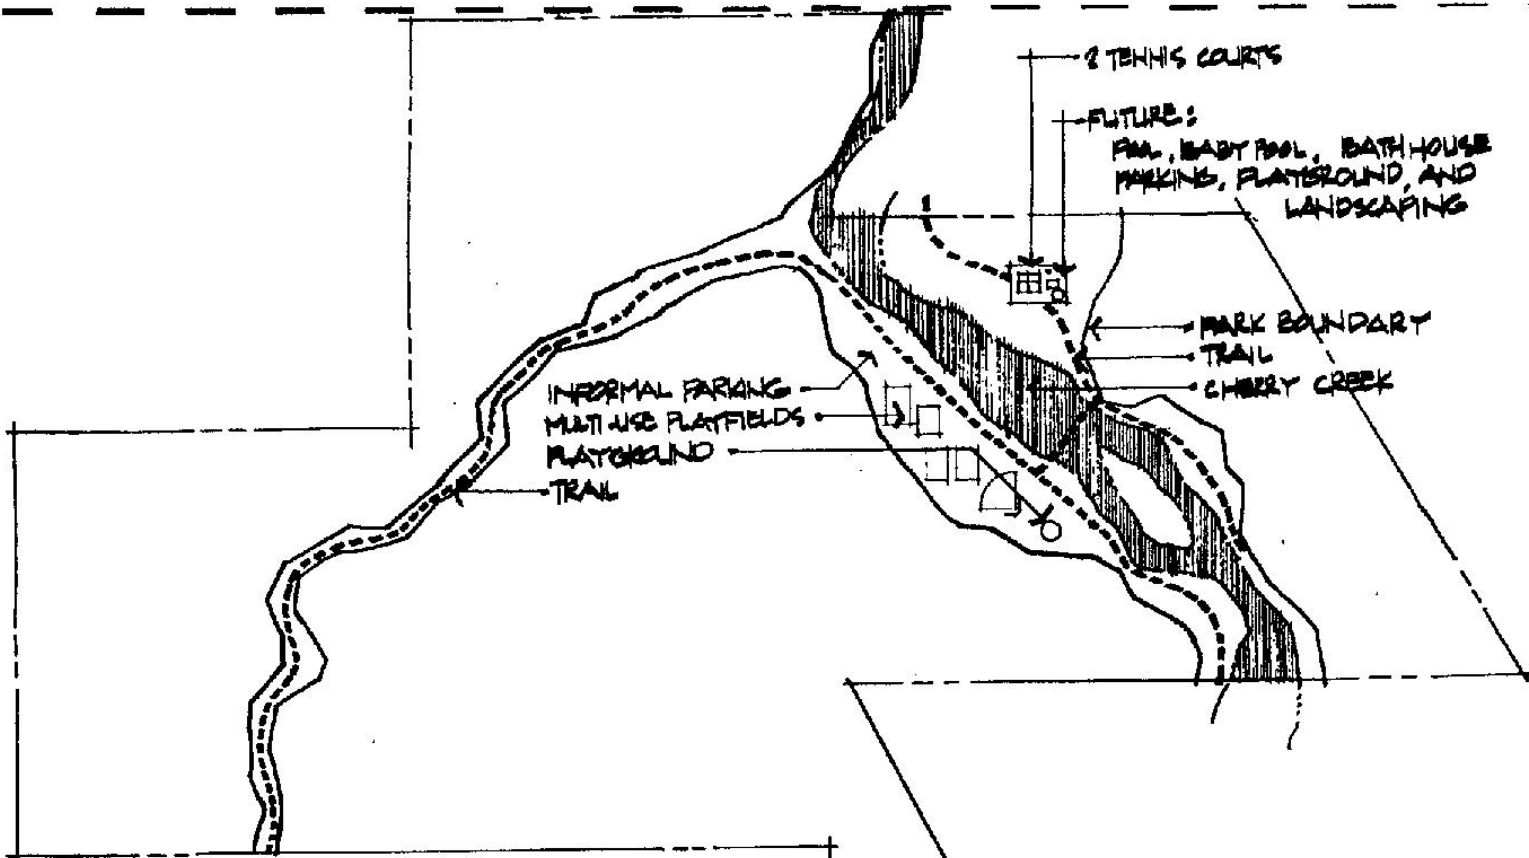 2 TENNIS COURTS
FUTURE:
POOL, BABY POOL, BATH HOUSE
PARKING, PLAYGROUND, AND
LANDSCAPING
PARK BOUNDARY
TRAIL
CHERRY CREEK
INFORMAL PARKING
MULTI USE PLAYFIELDS
PLAYGROUND
TRAIL